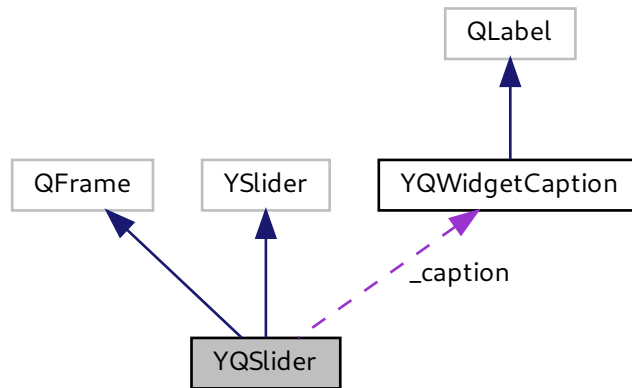 QLabel
QFrame
YSlider
YQWidgetCaption
_caption
YQSlider